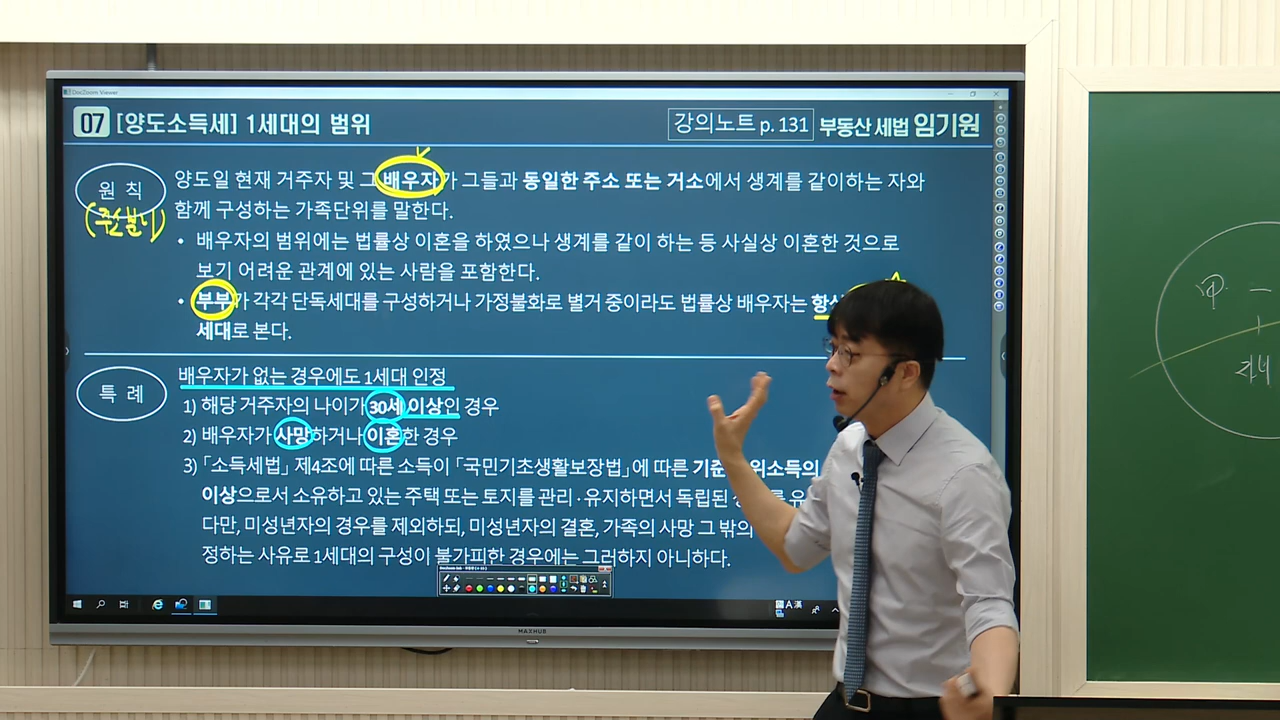 DocZoom Viewer
07 [양도소득세] 1세대의 범위
강의노트 p. 131 부동산 세법 임기원
원 칙
(주소불문)
양도일 현재 거주자 및 그 배우자가 그들과 동일한 주소 또는 거소에서 생계를 같이하는 자와
함께 구성하는 가족단위를 말한다.
• 배우자의 범위에는 법률상 이혼을 하였으나 생계를 같이 하는 등 사실상 이혼한 것으로
보기 어려운 관계에 있는 사람을 포함한다.
• 부부가 각각 단독세대를 구성하거나 가정불화로 별거 중이라도 법률상 배우자는 항상
세대로 본다.
특 례
배우자가 없는 경우에도 1세대 인정
1) 해당 거주자의 나이가 30세 이상인 경우
2) 배우자가 사망하거나 이혼한 경우
3) 「소득세법」 제4조에 따른 소득이 「국민기초생활보장법」에 따른 기준 위소득의
이상으로서 소유하고 있는 주택 또는 토지를 관리·유지하면서 독립된
다만, 미성년자의 경우를 제외하되, 미성년자의 결혼, 가족의 사망 그 밖의
정하는 사유로 1세대의 구성이 불가피한 경우에는 그러하지 아니하다.
A 漢
MAXHUB
자녀